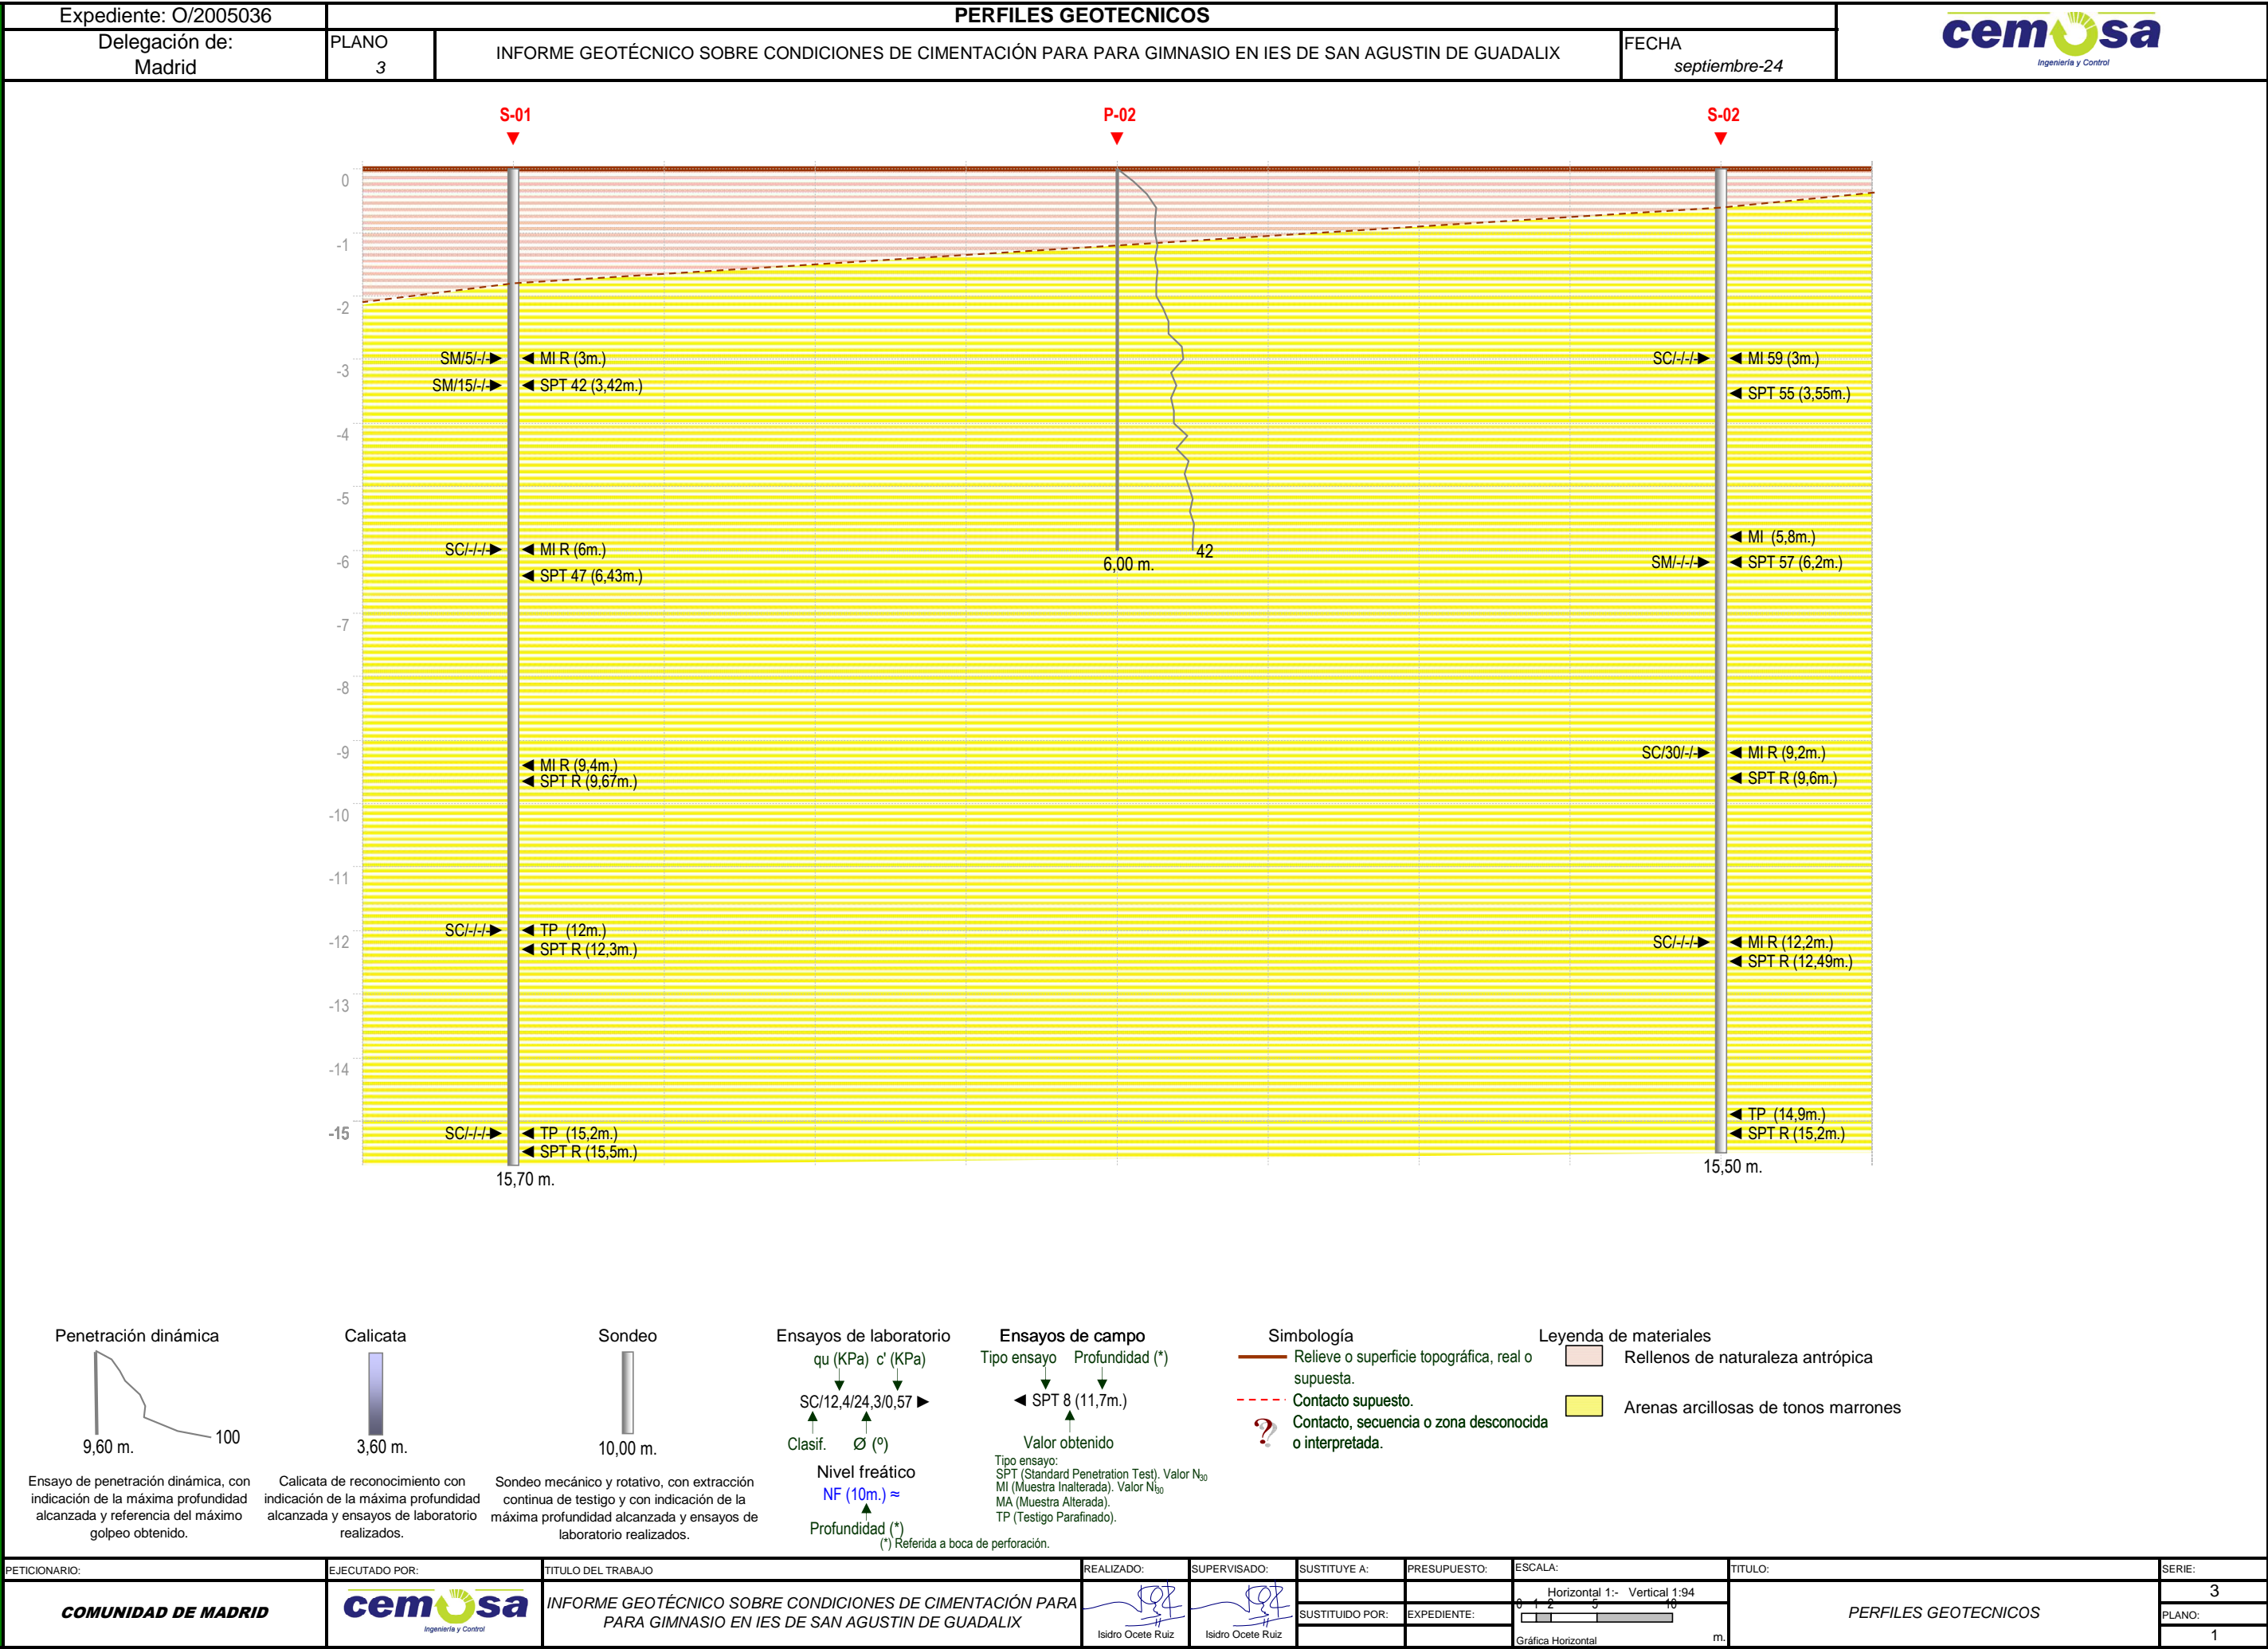 Expediente: O/2005036
PERFILES GEOTECNICOS
cemosa
Ingeniería y Control
Delegación de:
Madrid
PLANO
3
INFORME GEOTÉCNICO SOBRE CONDICIONES DE CIMENTACIÓN PARA PARA GIMNASIO EN IES DE SAN AGUSTIN DE GUADALIX
FECHA
septiembre-24
S-01
P-02
S-02
0
-1
-2
-3
-4
-5
-6
-7
-8
-9
-10
-11
-12
-13
-14
-15
SM/5/-/-
MI R (3m.)
SM/15/-/-
SPT 42 (3,42m.)
SC/-/-/-
MI R (6m.)
SPT 47 (6,43m.)
MI R (9,4m.)
SPT R (9,67m.)
SC/-/-/-
TP (12m.)
SPT R (12,3m.)
SC/-/-/-
TP (15,2m.)
SPT R (15,5m.)
15,70 m.
42
6,00 m.
SC/-/-/-
MI 59 (3m.)
SPT 55 (3,55m.)
MI (5,8m.)
SM/-/-/-
SPT 57 (6,2m.)
SC/30/-/-
MI R (9,2m.)
SPT R (9,6m.)
SC/-/-/-
MI R (12,2m.)
SPT R (12,49m.)
TP (14,9m.)
SPT R (15,2m.)
15,50 m.
Penetración dinámica
100
9,60 m.
Ensayo de penetración dinámica, con
indicación de la máxima profundidad
alcanzada y referencia del máximo
golpeo obtenido.
Calicata
3,60 m.
Calicata de reconocimiento con
indicación de la máxima profundidad
alcanzada y ensayos de laboratorio
realizados.
Sondeo
10,00 m.
Sondeo mecánico y rotativo, con extracción
continua de testigo y con indicación de la
máxima profundidad alcanzada y ensayos de
laboratorio realizados.
Ensayos de laboratorio
qu (KPa) c' (KPa)
SC/12,4/24,3/0,57
Clasif. Ø (º)
Nivel freático
NF (10m.) ≈
Profundidad (*)
(*) Referida a boca de perforación.
Ensayos de campo
Tipo ensayo Profundidad (*)
SPT 8 (11,7m.)
Valor obtenido
Tipo ensayo:
SPT (Standard Penetration Test). Valor N30
MI (Muestra Inalterada). Valor N30
MA (Muestra Alterada).
TP (Testigo Parafinado).
Simbología
Relieve o superficie topográfica, real o
supuesta.
Contacto supuesto.
?
Contacto, secuencia o zona desconocida
o interpretada.
Leyenda de materiales
Rellenos de naturaleza antrópica
Arenas arcillosas de tonos marrones
PETICIONARIO:
COMUNIDAD DE MADRID
EJECUTADO POR:
cemosa
Ingeniería y Control
TITULO DEL TRABAJO
INFORME GEOTÉCNICO SOBRE CONDICIONES DE CIMENTACIÓN PARA
PARA GIMNASIO EN IES DE SAN AGUSTIN DE GUADALIX
REALIZADO:
Isidro Ocete Ruiz
SUPERVISADO:
Isidro Ocete Ruiz
SUSTITUYE A:
SUSTITUIDO POR:
PRESUPUESTO:
EXPEDIENTE:
ESCALA:
Horizontal 1:- Vertical 1:94
0 1 2 5 10
Gráfica Horizontal m.
TITULO:
PERFILES GEOTECNICOS
SERIE:
3
PLANO:
1